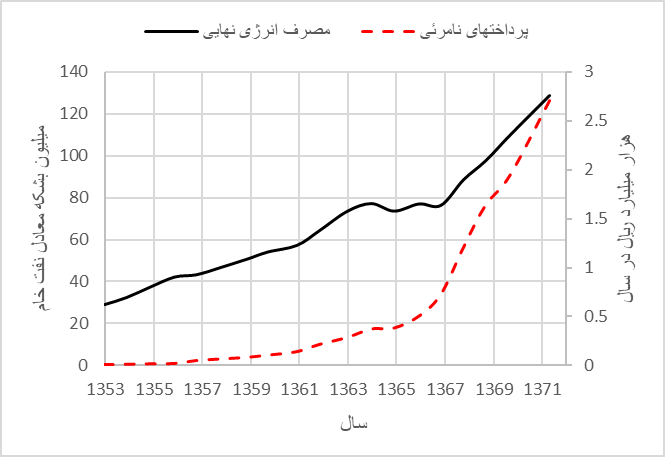 مصرف انرژی نهایی
پرداختهای نامرئی
میلیون بشکه معادل نفت خام
140
120
100
80
60
40
20
0
3
2.5
2
1.5
1
0.5
0
هزار میلیارد ریال در سال
1353 1355 1357 1359 1361 1363 1365 1367 1369 1371
سال